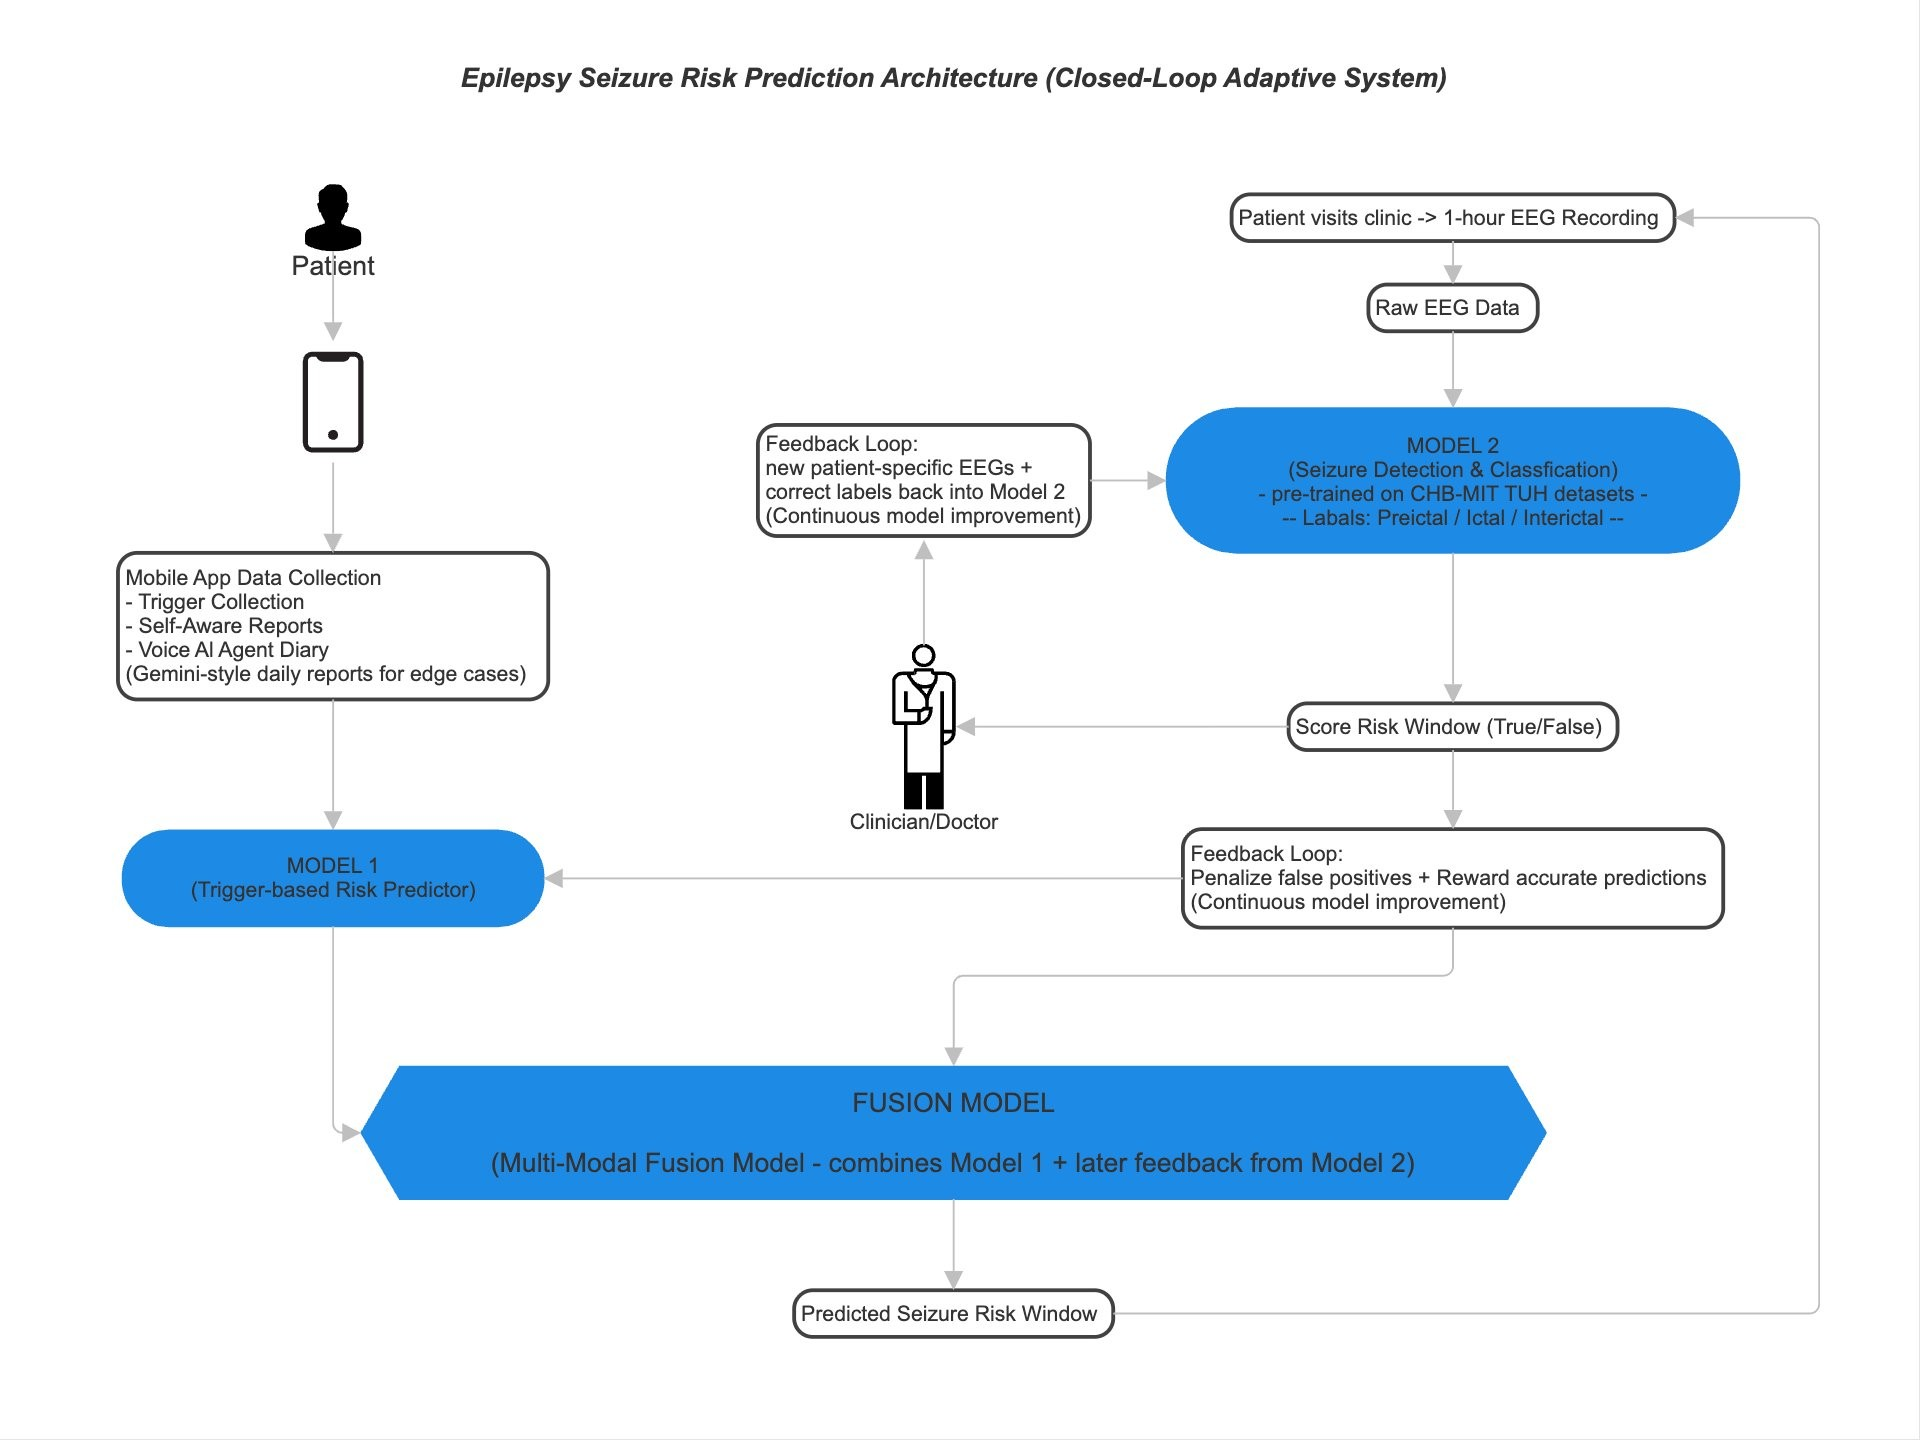 Epilepsy Seizure Risk Prediction Architecture (Closed-Loop Adaptive System)
Patient
Mobile App Data Collection
- Trigger Collection
- Self-Aware Reports
- Voice AI Agent Diary
(Gemini-style daily reports for edge cases)
MODEL 1
(Trigger-based Risk Predictor)
Patient visits clinic -> 1-hour EEG Recording
Raw EEG Data
MODEL 2
(Seizure Detection & Classfication)
- pre-trained on CHB-MIT TUH detasets -
-- Labals: Preictal / Ictal / Interictal --
Feedback Loop:
new patient-specific EEGs +
correct labels back into Model 2
(Continuous model improvement)
Clinician/Doctor
Score Risk Window (True/False)
Feedback Loop:
Penalize false positives + Reward accurate predictions
(Continuous model improvement)
FUSION MODEL
(Multi-Modal Fusion Model - combines Model 1 + later feedback from Model 2)
Predicted Seizure Risk Window